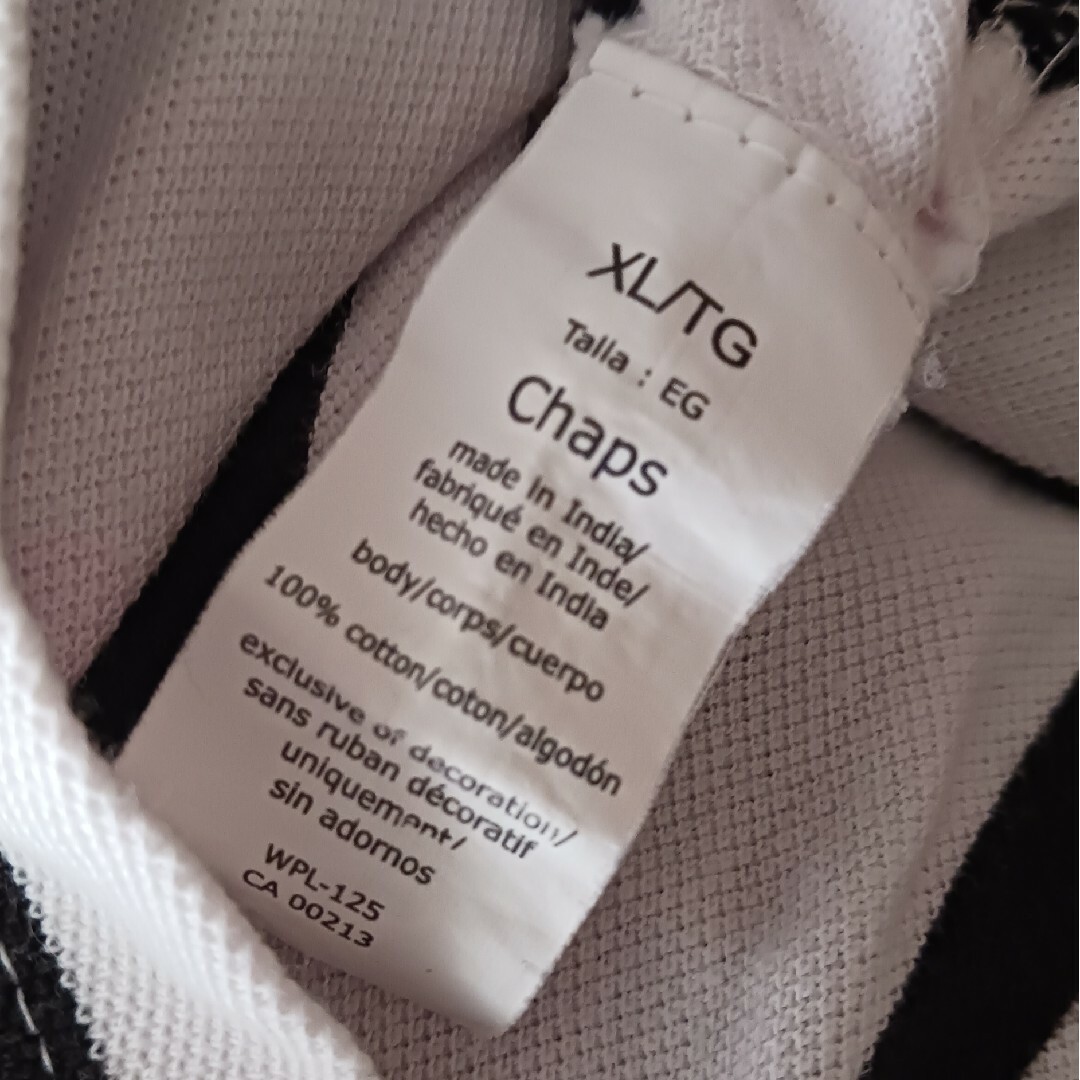 XL/TG
Talla : EG
Chaps
made in India/
fabriqué en Inde/
hecho en India
body/corps/cuerpo
100% cotton/coton/algodón
exclusive of decoration/
sans ruban décoratif
uniquement/
sin adornos
WPL-125
CA 00213